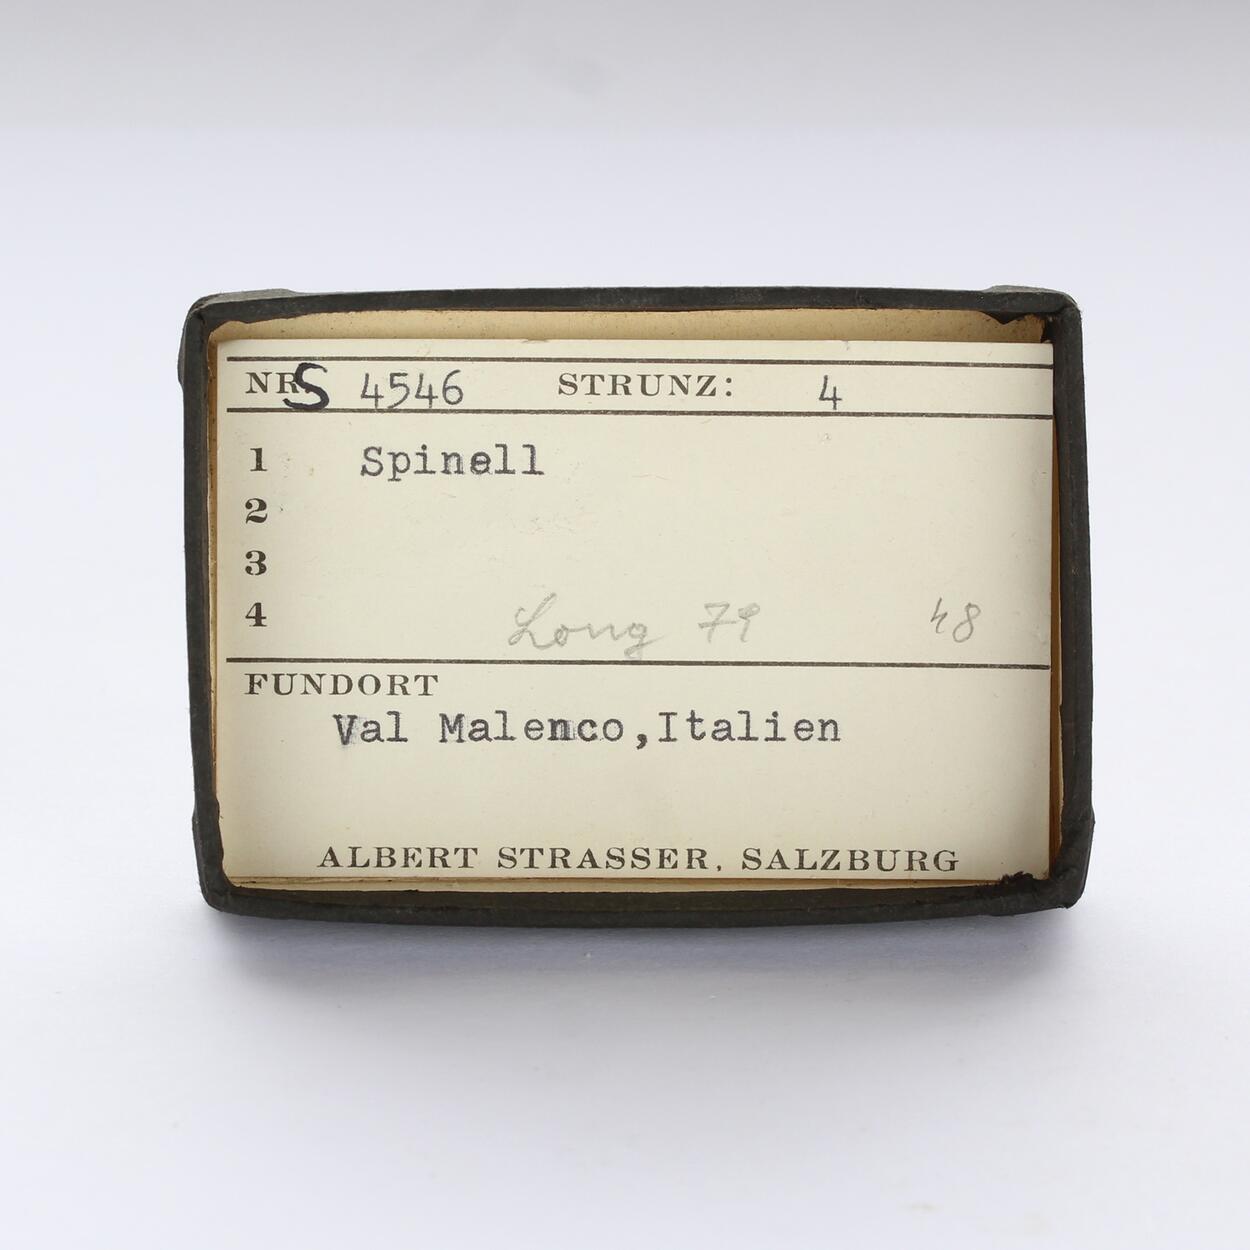 NR S 4546 STRUNZ: 4
1 Spinell
2
3
4 Long 79 48
FUNDORT
Val Malenco,Italien
ALBERT STRASSER, SALZBURG